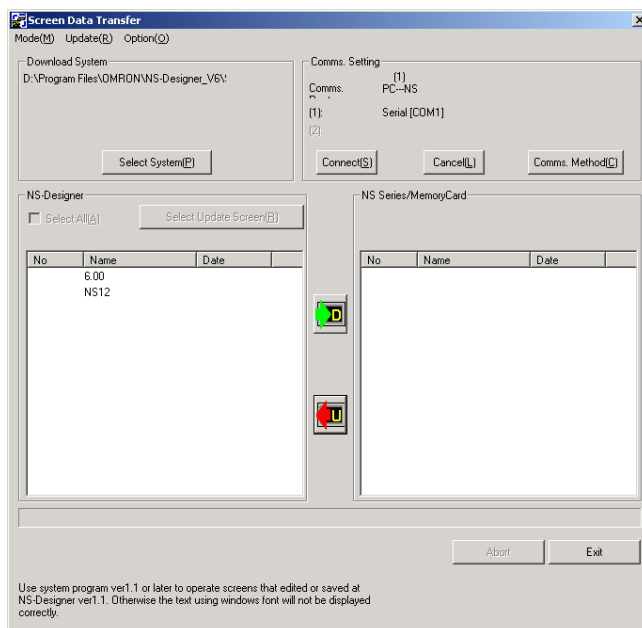 Screen Data Transfer
Mode(M) Update(R) Option(O)
Download System
D:\Program Files\OMRON\NS-Designer_V6\
Select System(P)
Comms. Setting
(1)
Comms. PC---NS
(1): Serial [COM1]
(2):
Connect(S) Cancel(L) Comms. Method(C)
NS-Designer
Select All(A) Select Update Screen(R)
No Name Date
6.00
NS12
D
U
NS Series/MemoryCard
No Name Date
Abort Exit
Use system program ver1.1 or later to operate screens that edited or saved at
NS-Designer ver1.1. Otherwise the text using windows font will not be displayed
correctly.